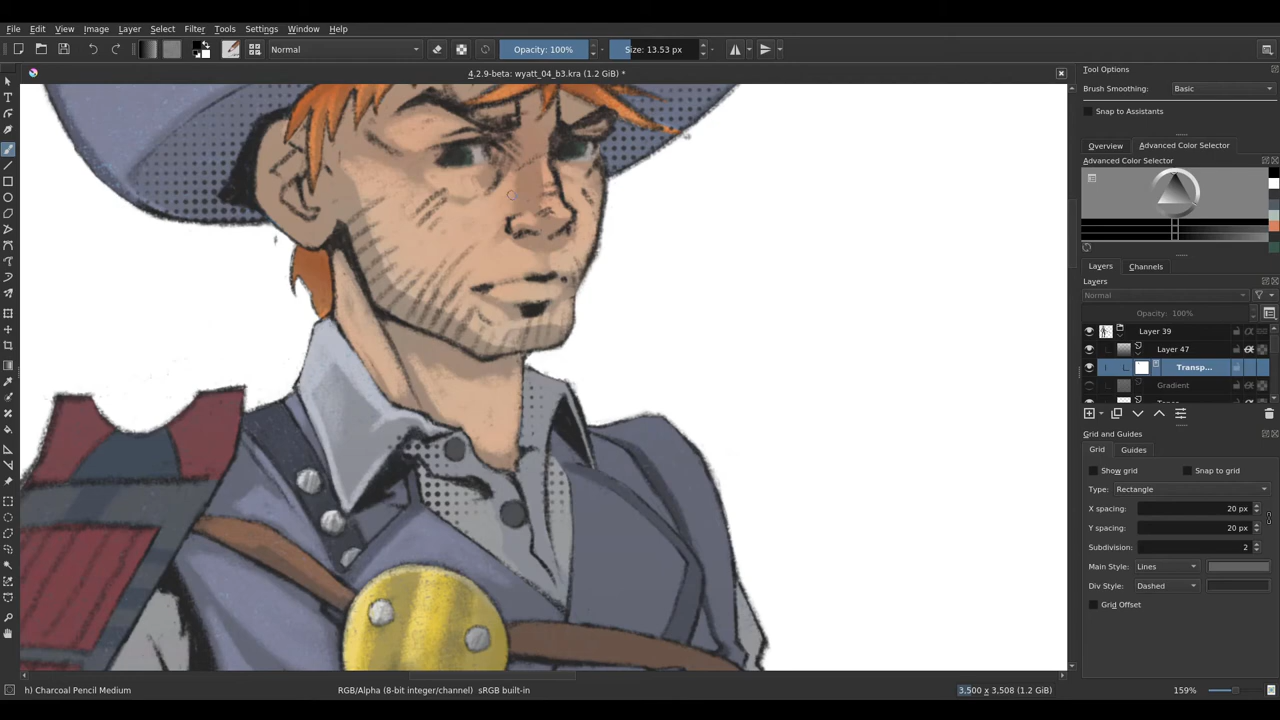 File Edit View Image Layer Select Filter Tools Settings Window Help
Normal Opacity: 100% Size: 13.53 px
4.2.9-beta: wyatt_04_b3.kra (1.2 GiB) *
Tool Options
Brush Smoothing: Basic
Snap to Assistants
Overview Advanced Color Selector
Advanced Color Selector
Layers Channels
Layers
Normal
Opacity: 100%
Layer 39
Layer 47
Transp...
Gradient
Grid and Guides
Grid Guides
Show grid Snap to grid
Type: Rectangle
X spacing: 20 px
Y spacing: 20 px
Subdivision: 2
Main Style: Lines
Div Style: Dashed
Grid Offset
h) Charcoal Pencil Medium RGB/Alpha (8-bit integer/channel) sRGB built-in 3,500 x 3,508 (1.2 GiB) 159%